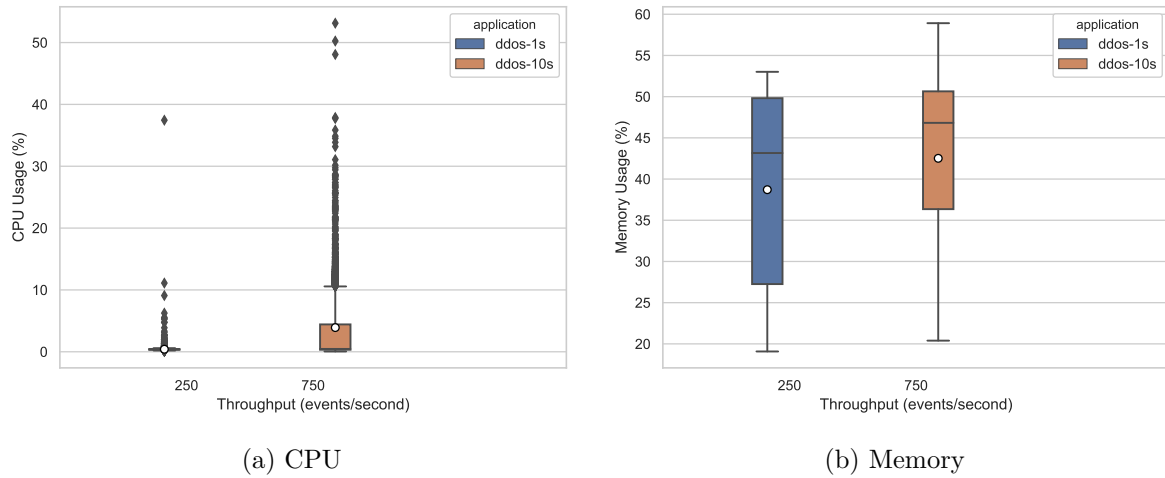 application
ddos-1s
ddos-10s
50
40
30
20
10
0
CPU Usage (%)
250
750
Throughput (events/second)
(a) CPU
application
ddos-1s
ddos-10s
60
55
50
45
40
35
30
25
20
Memory Usage (%)
250
750
Throughput (events/second)
(b) Memory